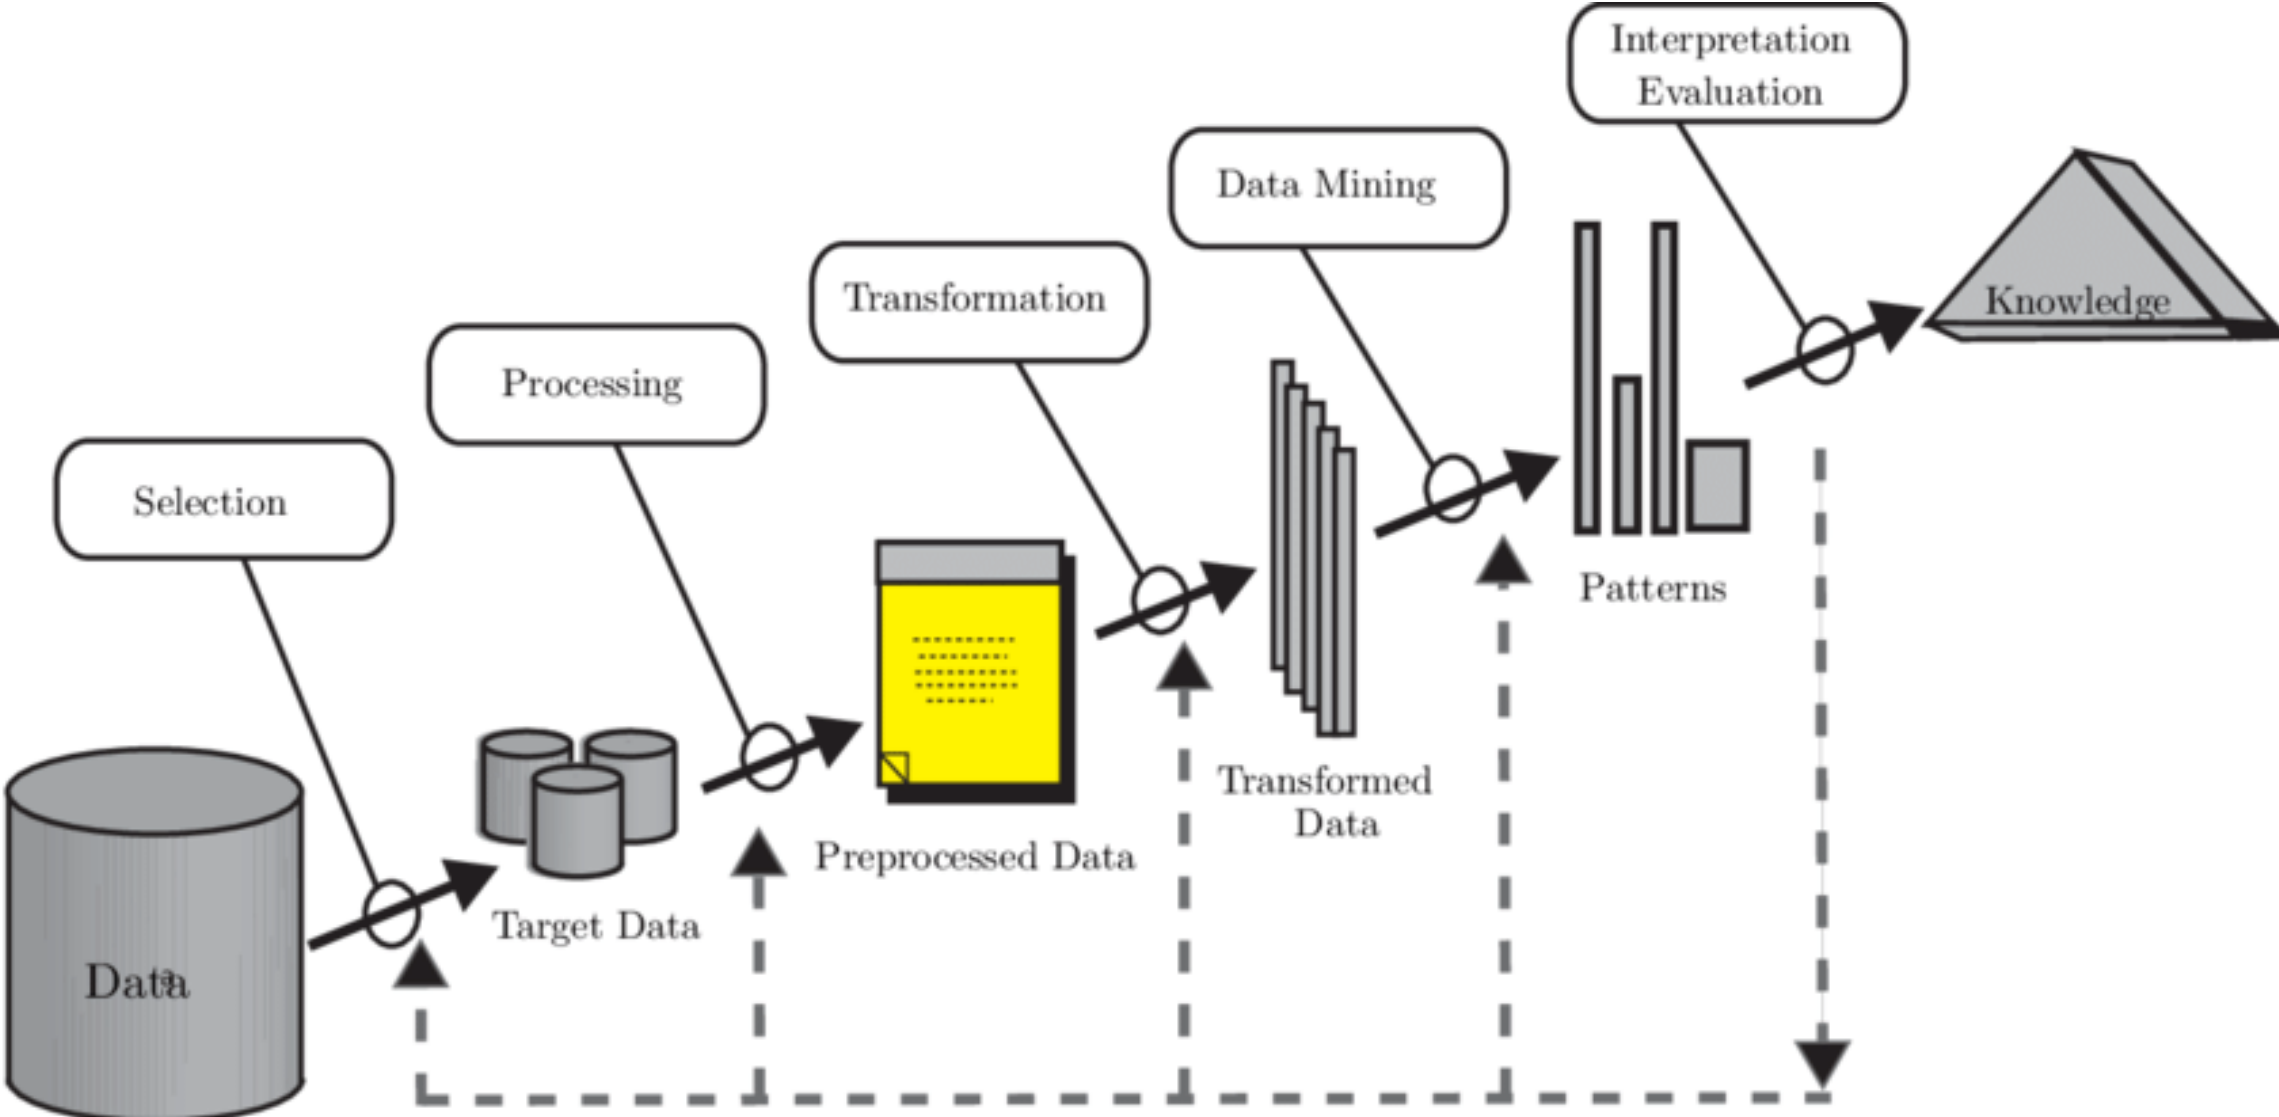 Interpretation
Evaluation
Data Mining
Transformation
Processing
Selection
Knowledge
Patterns
Transformed
Data
Preprocessed Data
Target Data
Data